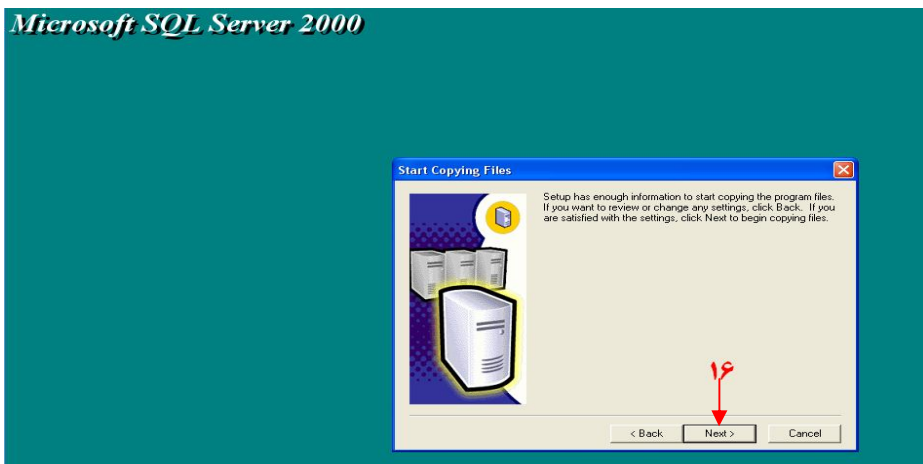 Microsoft SQL Server 2000
Start Copying Files
Setup has enough information to start copying the program files.
If you want to review or change any settings, click Back. If you
are satisfied with the settings, click Next to begin copying files.
۱۶
< Back
Next >
Cancel